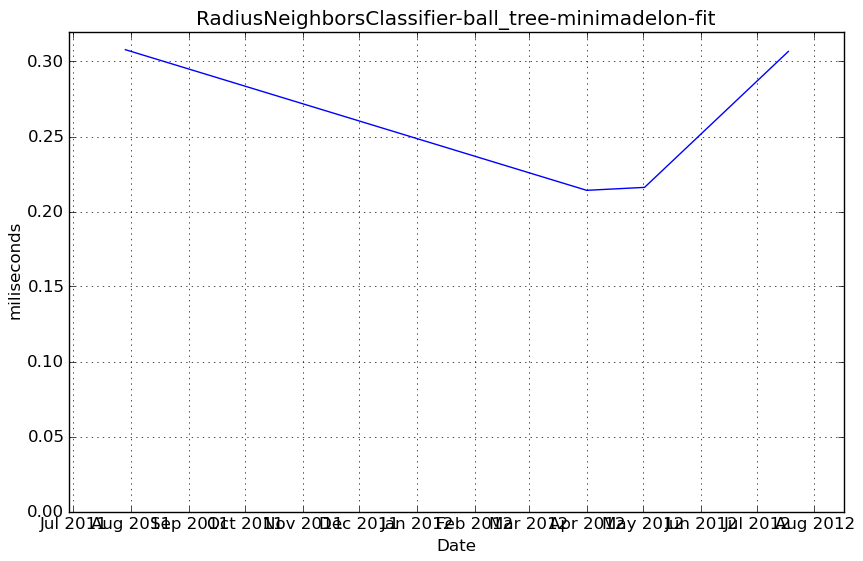 RadiusNeighborsClassifier-ball_tree-minimadelon-fit
0.30
0.25
0.20
0.15
0.10
0.05
0.00
miliseconds
Jul 2011 Aug 2011 Sep 2011 Oct 2011 Nov 2011 Dec 2011 Jan 2012 Feb 2012 Mar 2012 Apr 2012 May 2012 Jun 2012 Jul 2012 Aug 2012
Date